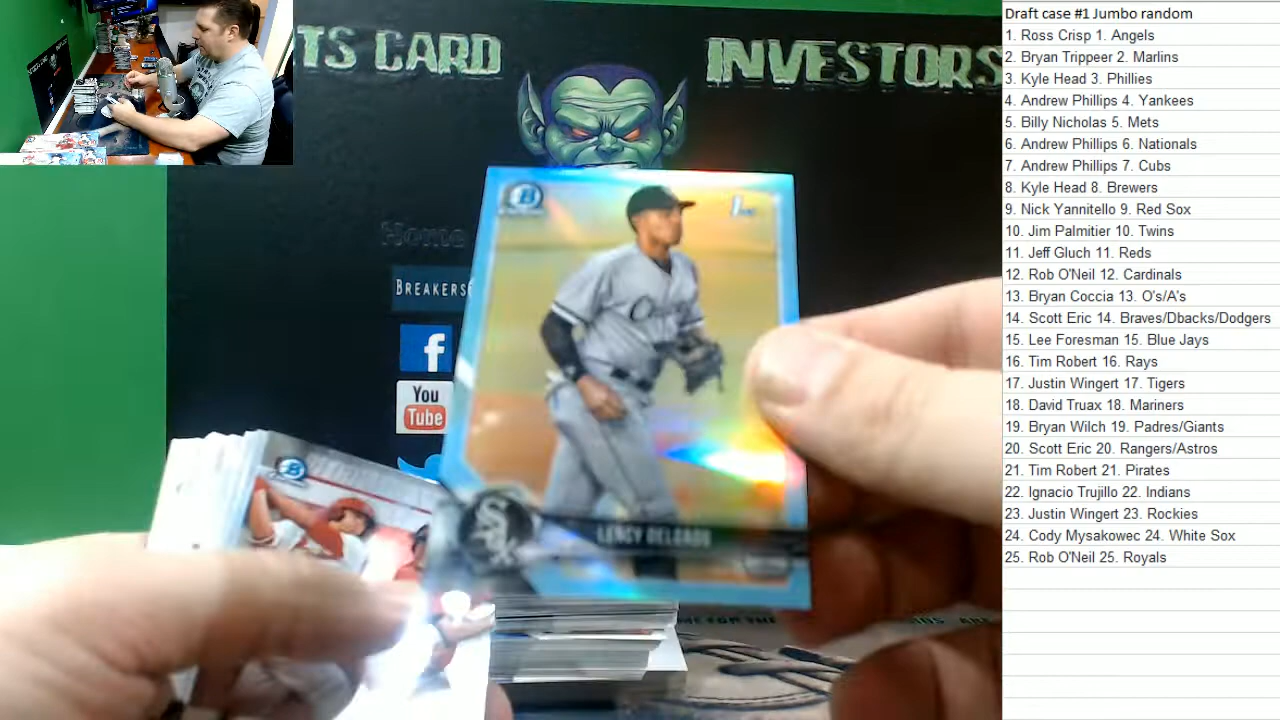 TS CARD INVESTORS
Home
BREAKERS
You
Tube
B
1st
LENCY DELGADO
Draft case #1 Jumbo random
1. Ross Crisp 1. Angels
2. Bryan Trippeer 2. Marlins
3. Kyle Head 3. Phillies
4. Andrew Phillips 4. Yankees
5. Billy Nicholas 5. Mets
6. Andrew Phillips 6. Nationals
7. Andrew Phillips 7. Cubs
8. Kyle Head 8. Brewers
9. Nick Yannitello 9. Red Sox
10. Jim Palmitier 10. Twins
11. Jeff Gluch 11. Reds
12. Rob O'Neil 12. Cardinals
13. Bryan Coccia 13. O's/A's
14. Scott Eric 14. Braves/Dbacks/Dodgers
15. Lee Foresman 15. Blue Jays
16. Tim Robert 16. Rays
17. Justin Wingert 17. Tigers
18. David Truax 18. Mariners
19. Bryan Wilch 19. Padres/Giants
20. Scott Eric 20. Rangers/Astros
21. Tim Robert 21. Pirates
22. Ignacio Trujillo 22. Indians
23. Justin Wingert 23. Rockies
24. Cody Mysakowec 24. White Sox
25. Rob O'Neil 25. Royals